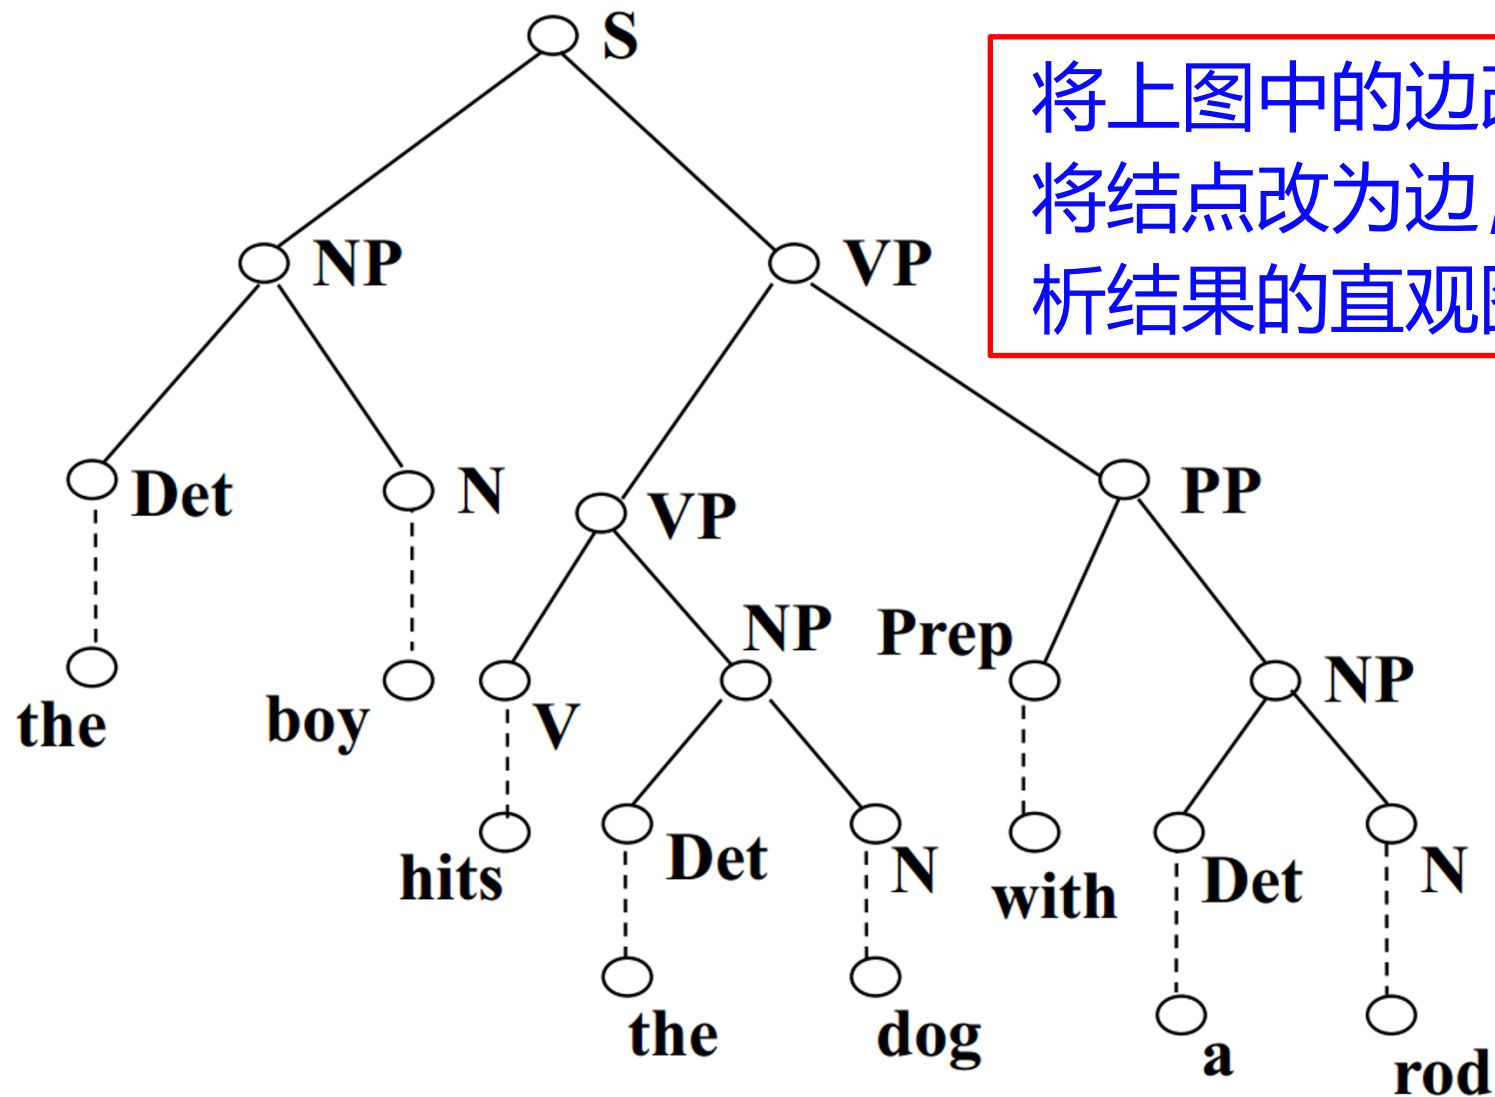 S
将上图中的边
将结点改为边
析结果的直观
NP
VP
Det
N
VP
PP
NP
Prep
NP
the
boy
V
hits
Det
N
with
Det
N
the
dog
a
rod